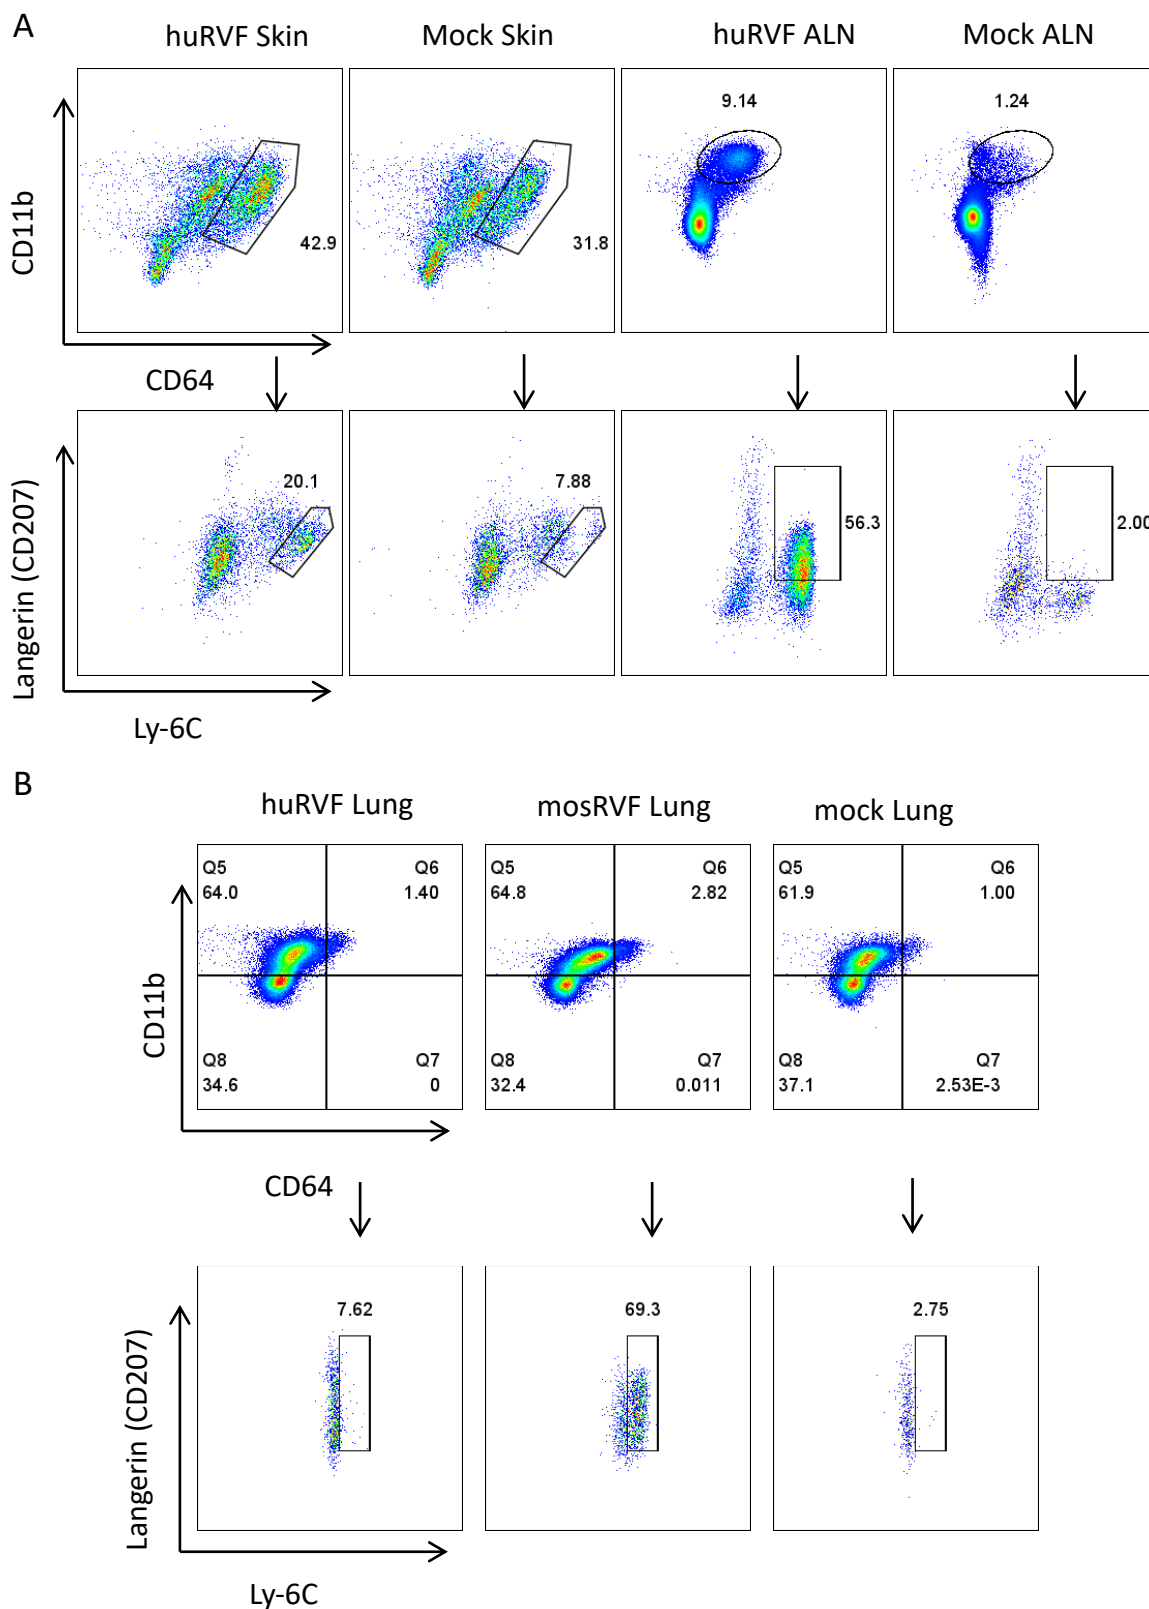 A
huRVF Skin
Mock Skin
huRVF ALN
Mock ALN
CD11b
42.9
31.8
9.14
1.24
CD64
Langerin (CD207)
20.1
7.88
56.3
2.00
Ly-6C
B
huRVF Lung
mosRVF Lung
mock Lung
CD11b
Q5
64.0
Q6
1.40
Q8
34.6
Q7
0
Q5
64.8
Q6
2.82
Q8
32.4
Q7
0.011
Q5
61.9
Q6
1.00
Q8
37.1
Q7
2.53E-3
CD64
Langerin (CD207)
7.62
69.3
2.75
Ly-6C